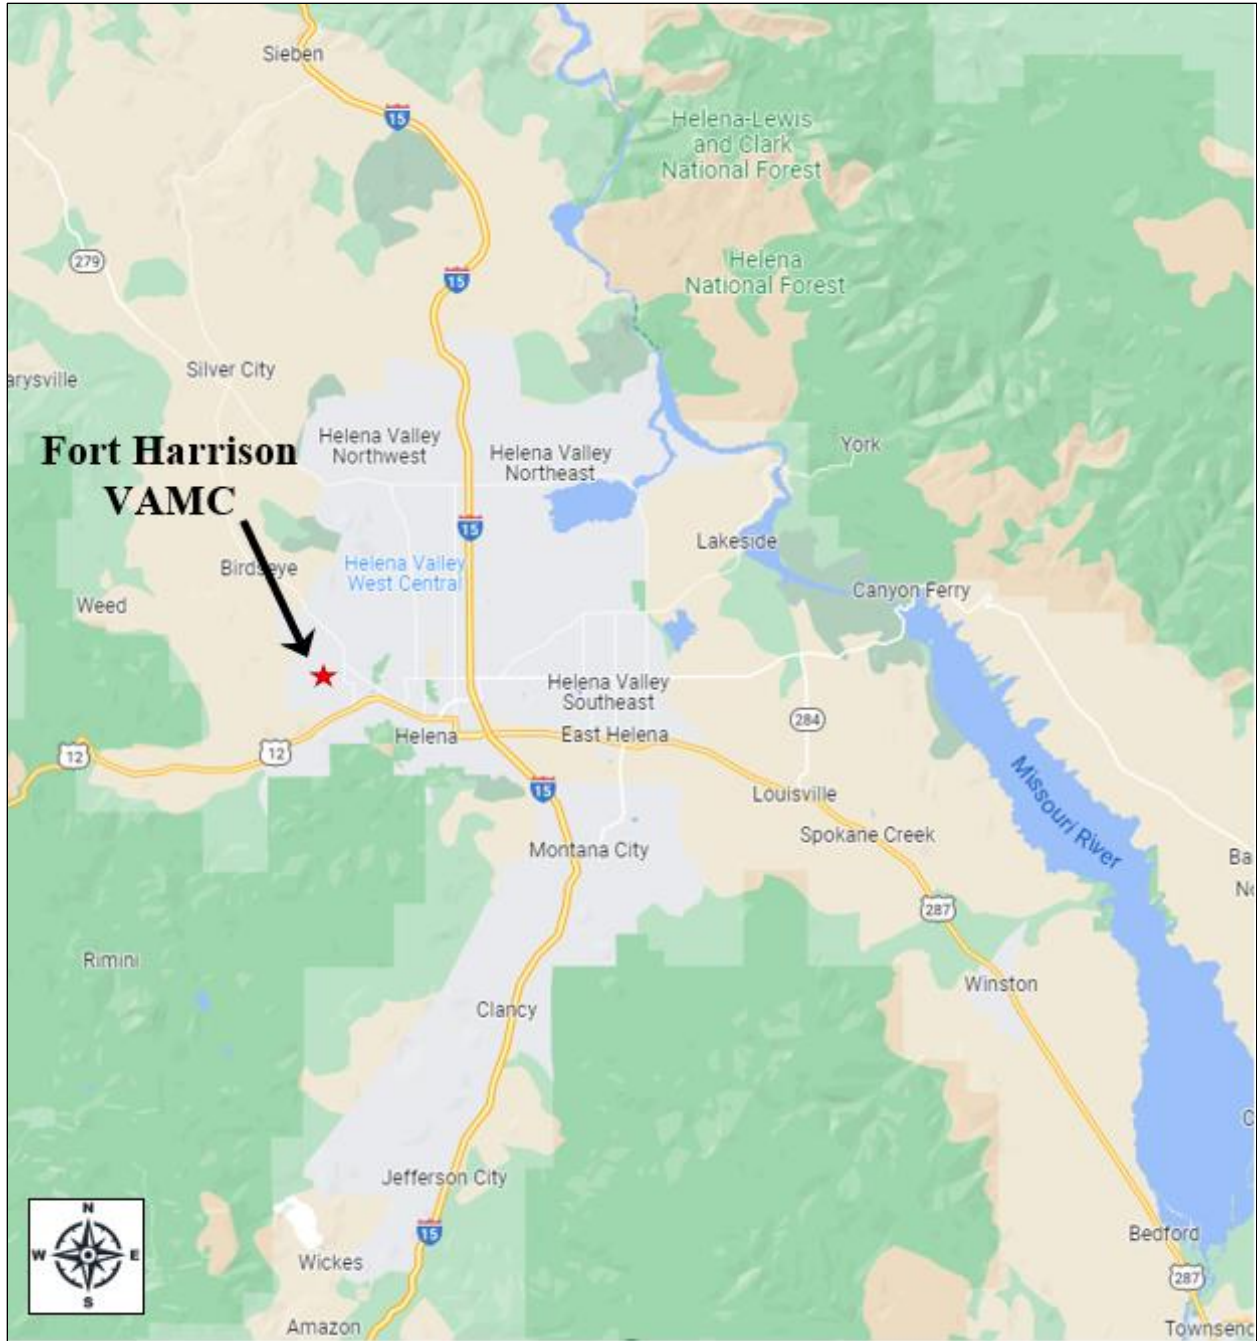 Sieben
15
Helena-Lewis
and Clark
National Forest
279
15
Helena
National Forest
Silver City
arysville
Fort Harrison
VAMC
Helena Valley
Northwest
Helena Valley
Northeast
York
15
Lakeside
Birdseye
Helena Valley
West Central
Weed
Canyon Ferry
Helena Valley
Southeast
284
12
12
Helena
East Helena
15
Louisville
Missouri River
Spokane Creek
Montana City
Ba
No
287
Rimini
Winston
Clancy
C
Jefferson City
N
W E
S
15
Bedford
Wickes
287
Amazon
Townsend